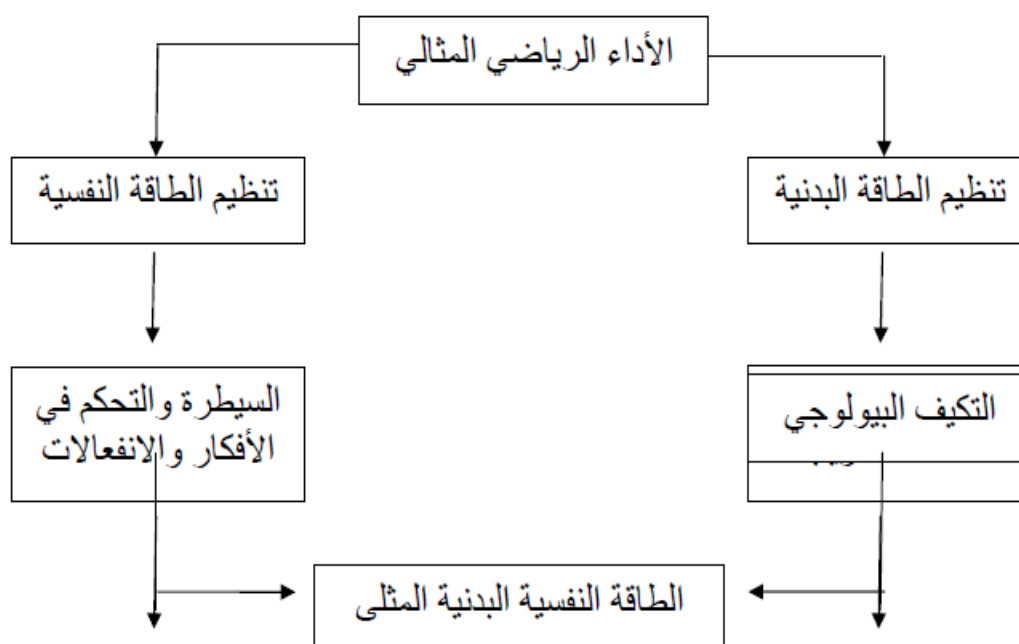 الأداء الرياضي المثالي
تنظيم الطاقة البدنية
تنظيم الطاقة النفسية
التكيف البيولوجي
السيطرة والتحكم في
الأفكار والانفعالات
الطاقة النفسية البدنية المثلى